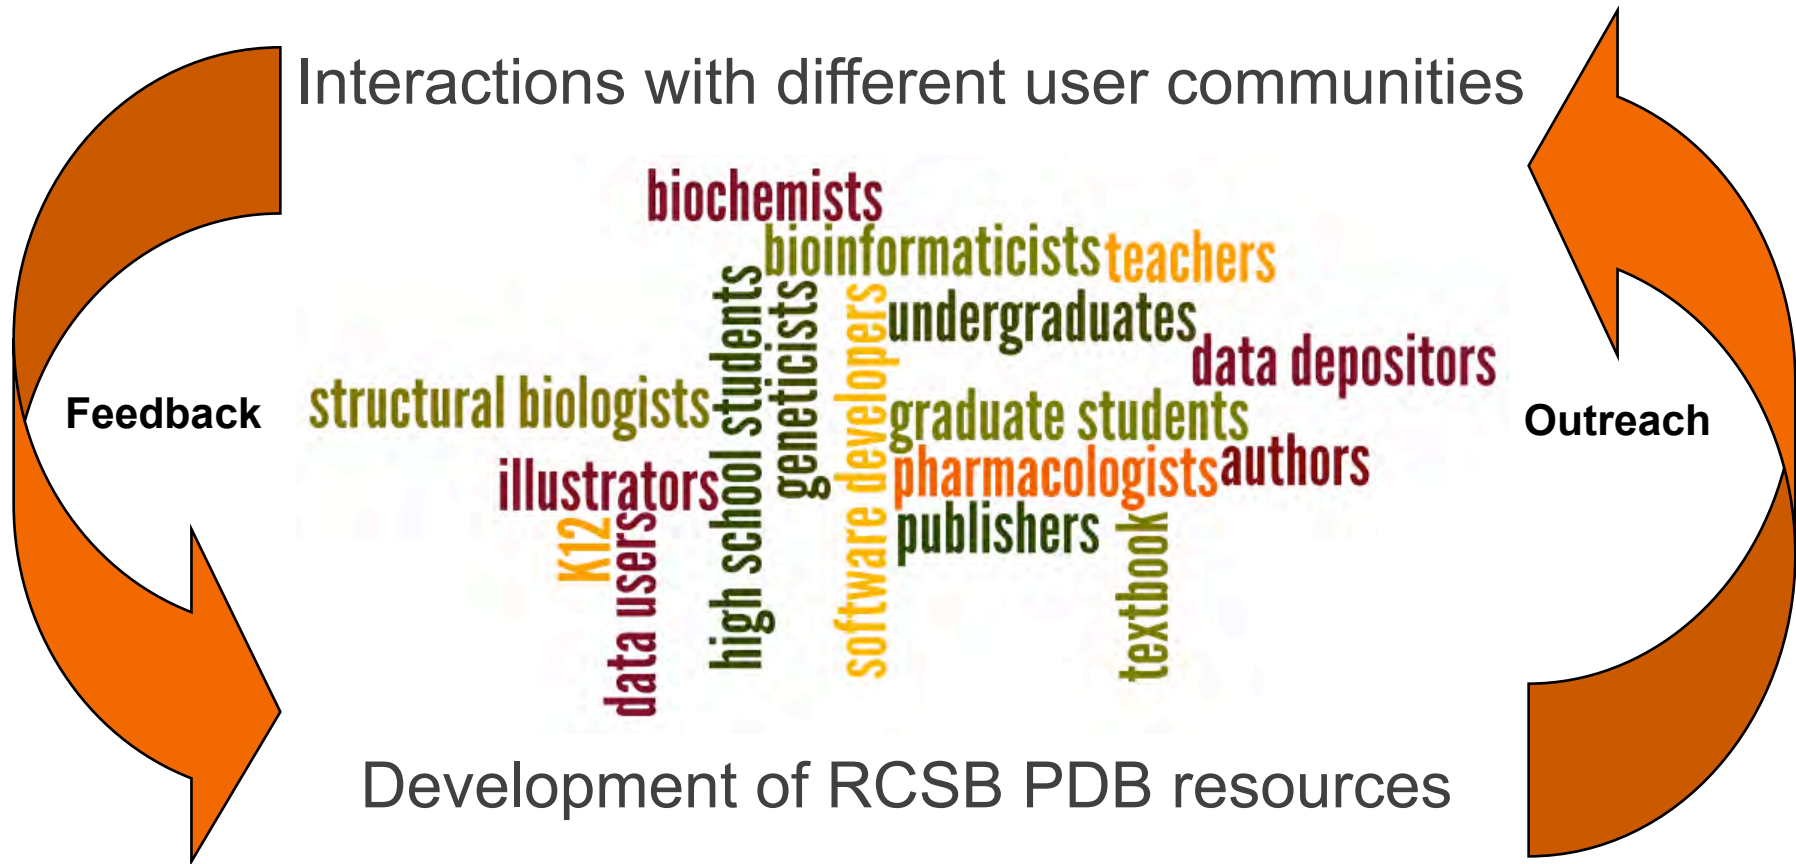 Interactions with different user communities
biochemists
bioinformaticists
teachers
undergraduates
data depositors
high school students
geneticists
software developers
structural biologists
graduate students
Feedback
Outreach
illustrators
pharmacologists
authors
K12
data users
publishers
textbook
Development of RCSB PDB resources